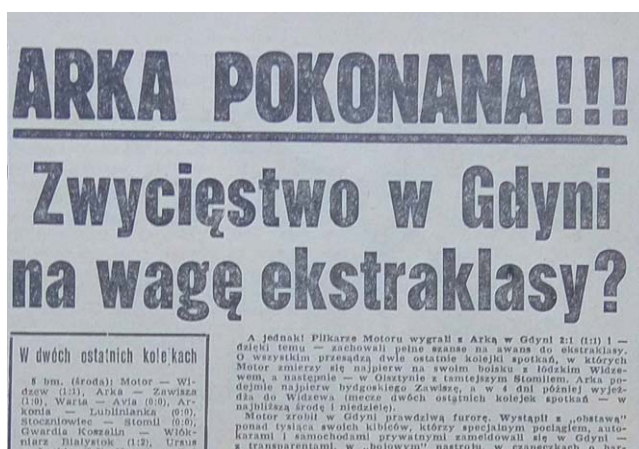 ARKA POKONANA!!!
Zwycięstwo w Gdyni
na wagę ekstraklasy?
W dwóch ostatnich kolejkach
8 bm. (środa): Motor — Wi-
dzew (1:1), Arka — Zawisza
(1:0), Warta — Avia (0:0), Ar-
konia — Lublinianka (0:0),
Stoczniowiec — Stomil (0:0),
Gwardia Koszalin — Włók-
niarz Białystok (1:2), Ursus
A jednak! Piłkarze Motoru wygrali z Arką w Gdyni 2:1 (1:1) i —
dzięki temu — zachowali pełne szanse na awans do ekstraklasy.
O wszystkim przesądzą dwie ostatnie kolejki spotkań, w których
Motor zmierzy się najpierw na swoim boisku z łódzkim Widze-
wem, a następnie — w Olsztynie z tamtejszym Stomilem. Arka po-
dejmie najpierw bydgoskiego Zawiszę, a w 4 dni później wyjeż-
dża do Widzewa (mecze dwóch ostatnich kolejek spotkań — w
najbliższą środę i niedzielę).
Motor zrobił w Gdyni prawdziwą furorę. Wystąpił z „obstawą"
ponad tysiąca swoich kibiców, którzy specjalnym pociągiem, auto-
karami i samochodami prywatnymi zameldowali się w Gdyni —
z transparentami, w „bojowym" nastroju, w czapeczkach o bar-